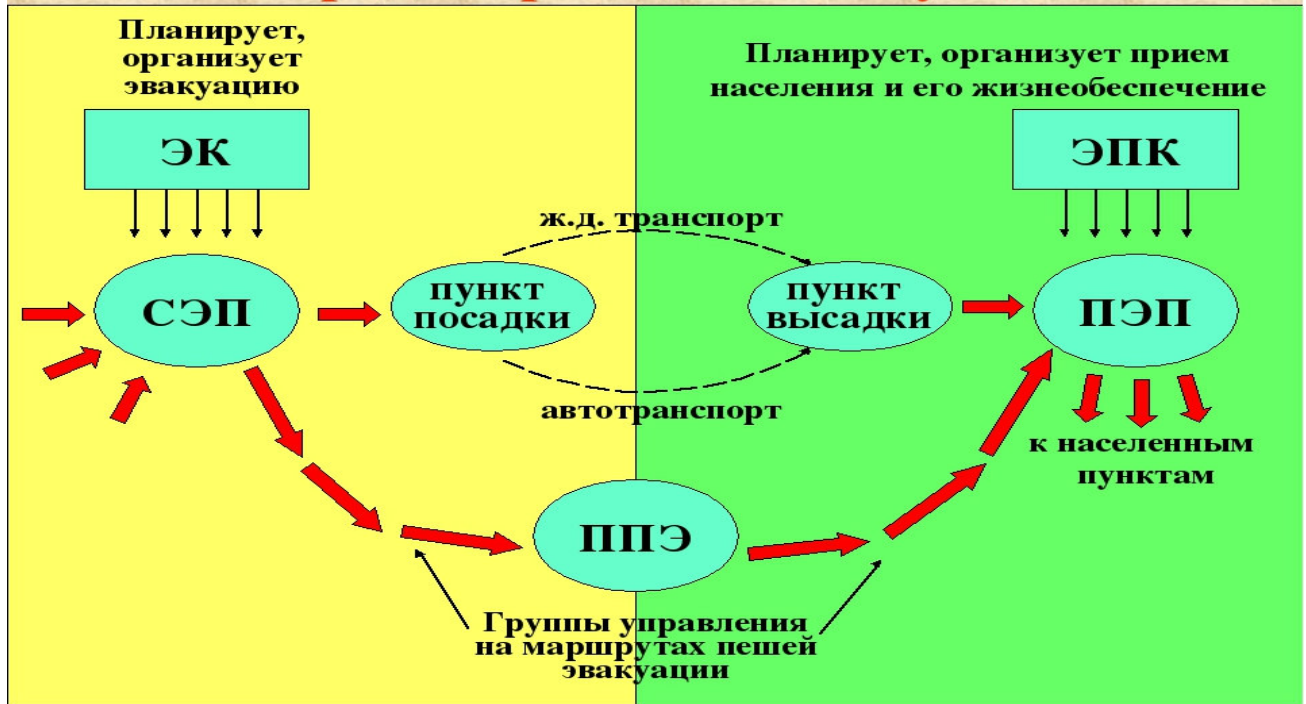 Планирует,
организует
эвакуацию
Планирует, организует прием
населения и его жизнеобеспечение
ЭК
ЭПК
ж.д. транспорт
СЭП
пункт
посадки
пункт
высадки
ПЭП
автотранспорт
к населенным
пунктам
ППЭ
Группы управления
на маршрутах пешей
эвакуации